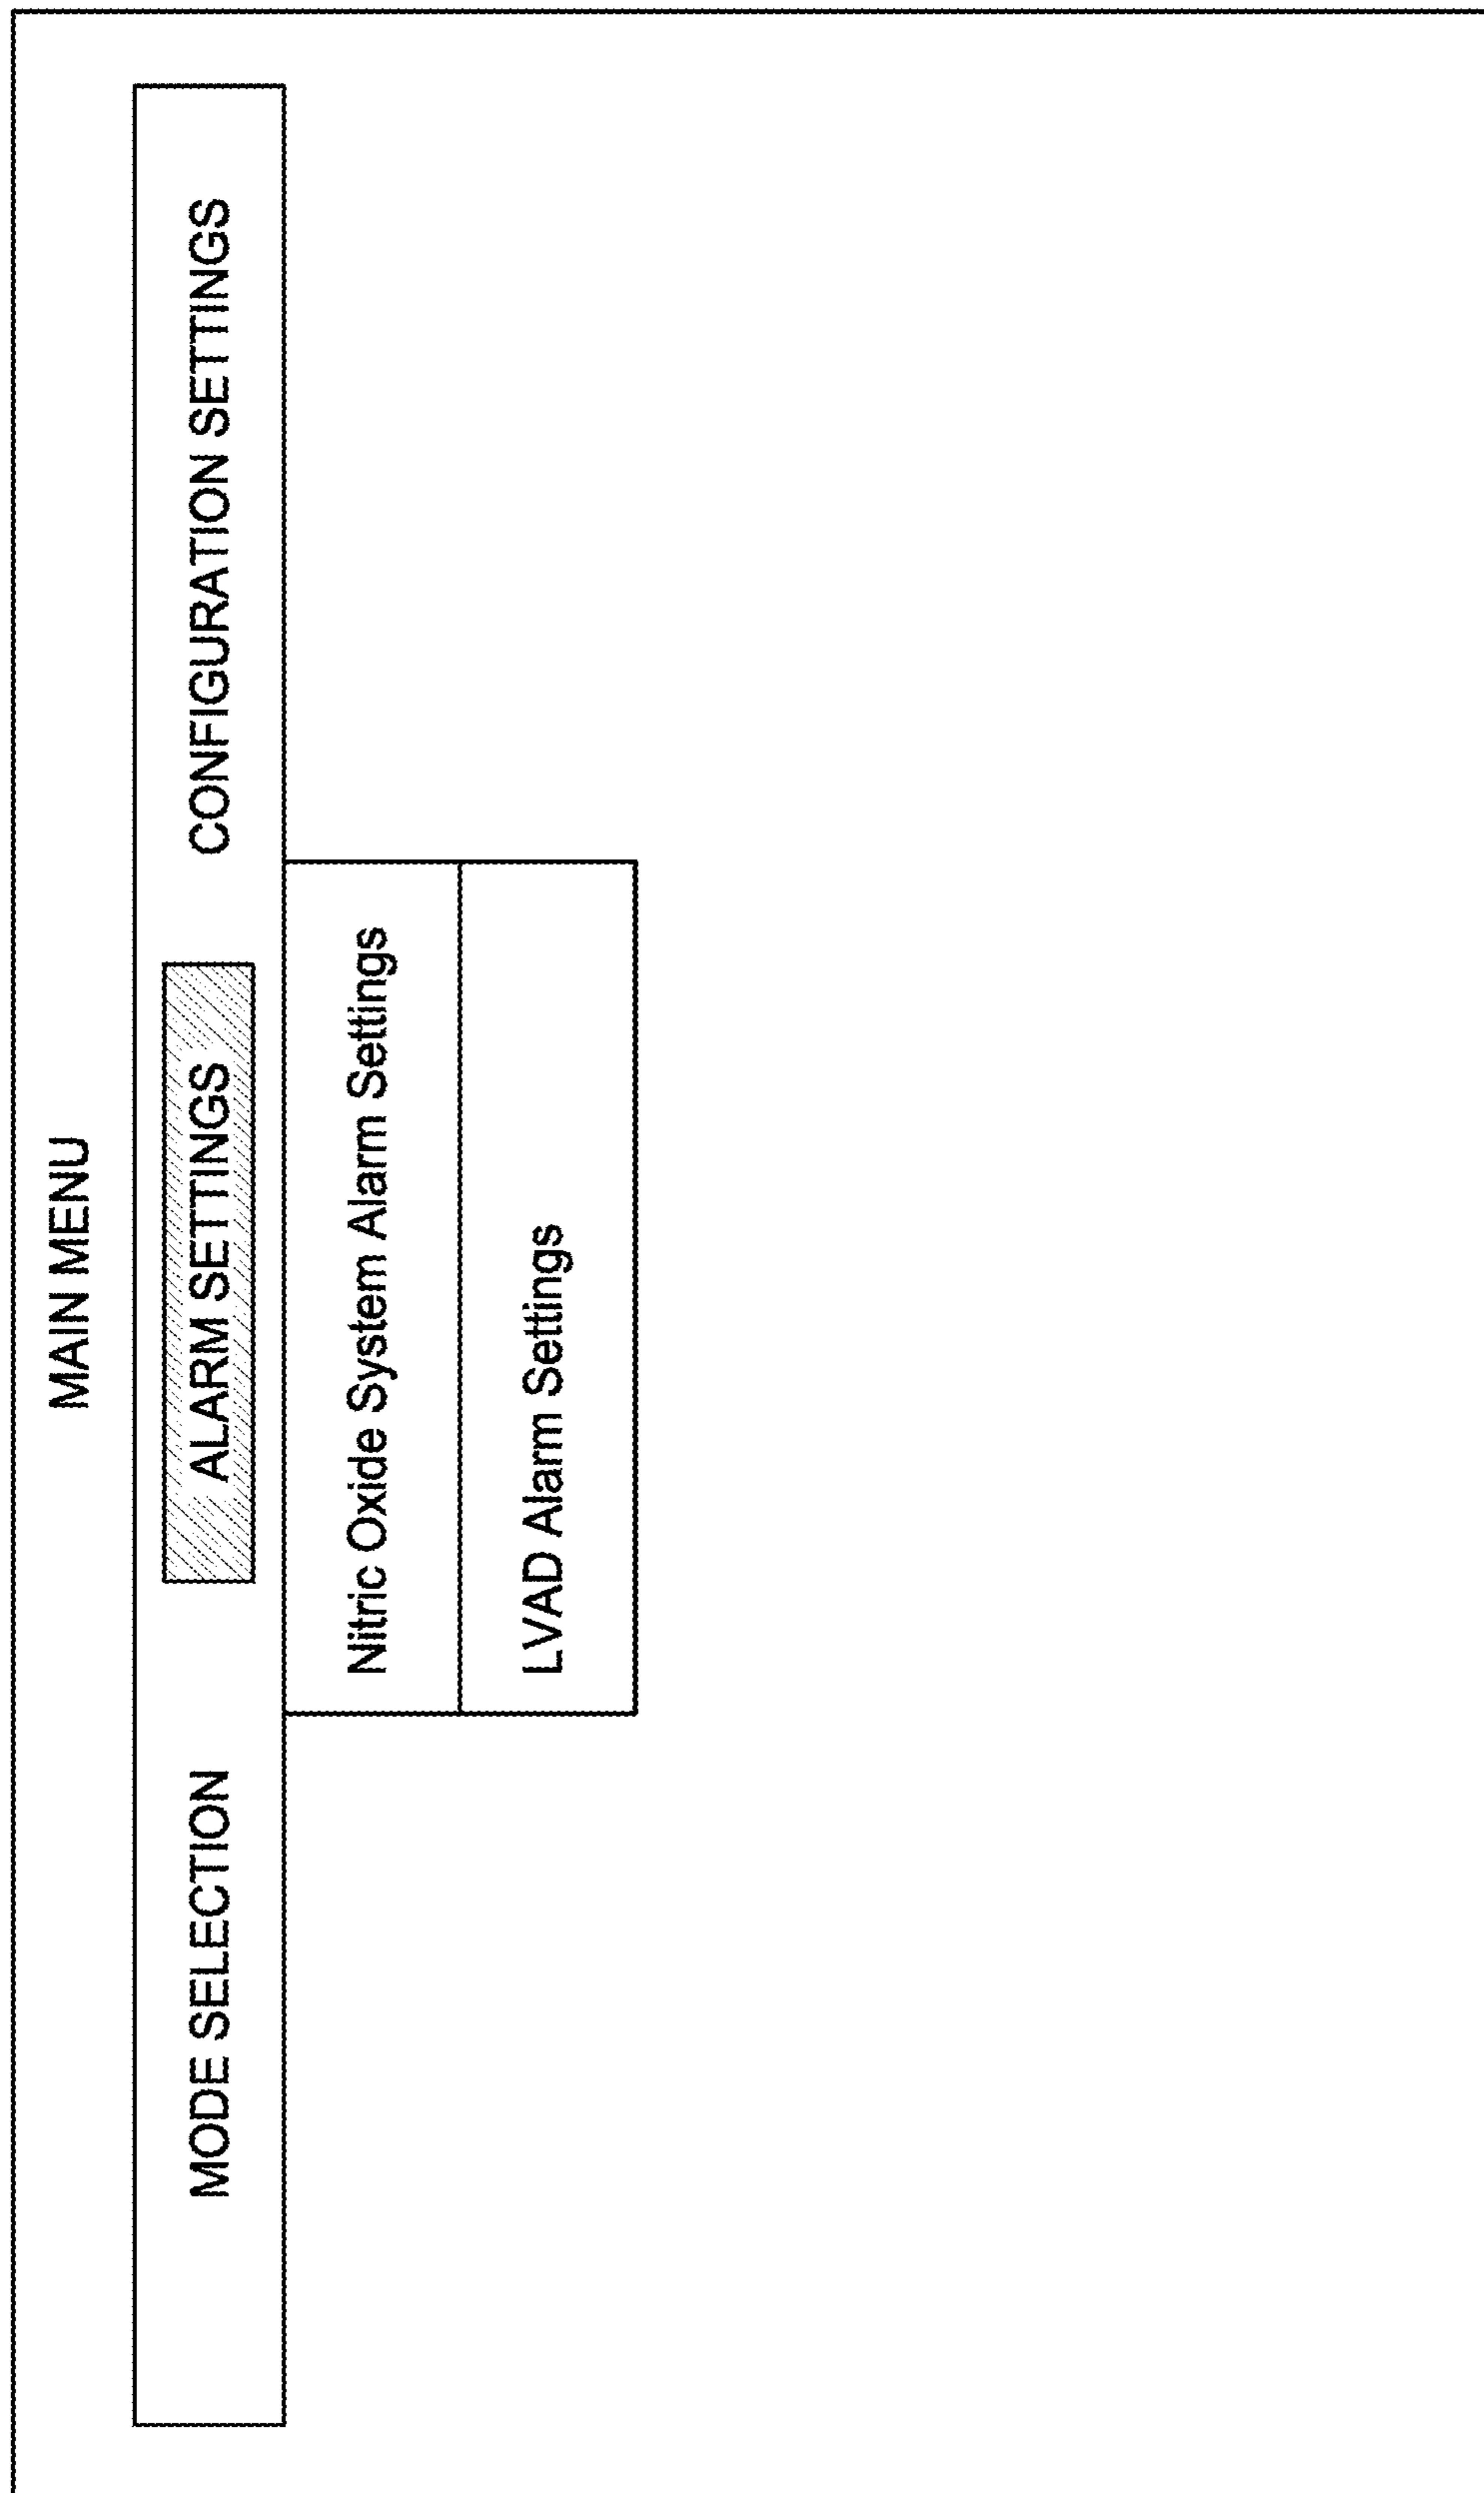 MAIN MENU
MODE SELECTION ALARM SETTINGS CONFIGURATION SETTINGS
Nitric Oxide System Alarm Settings
LVAD Alarm Settings